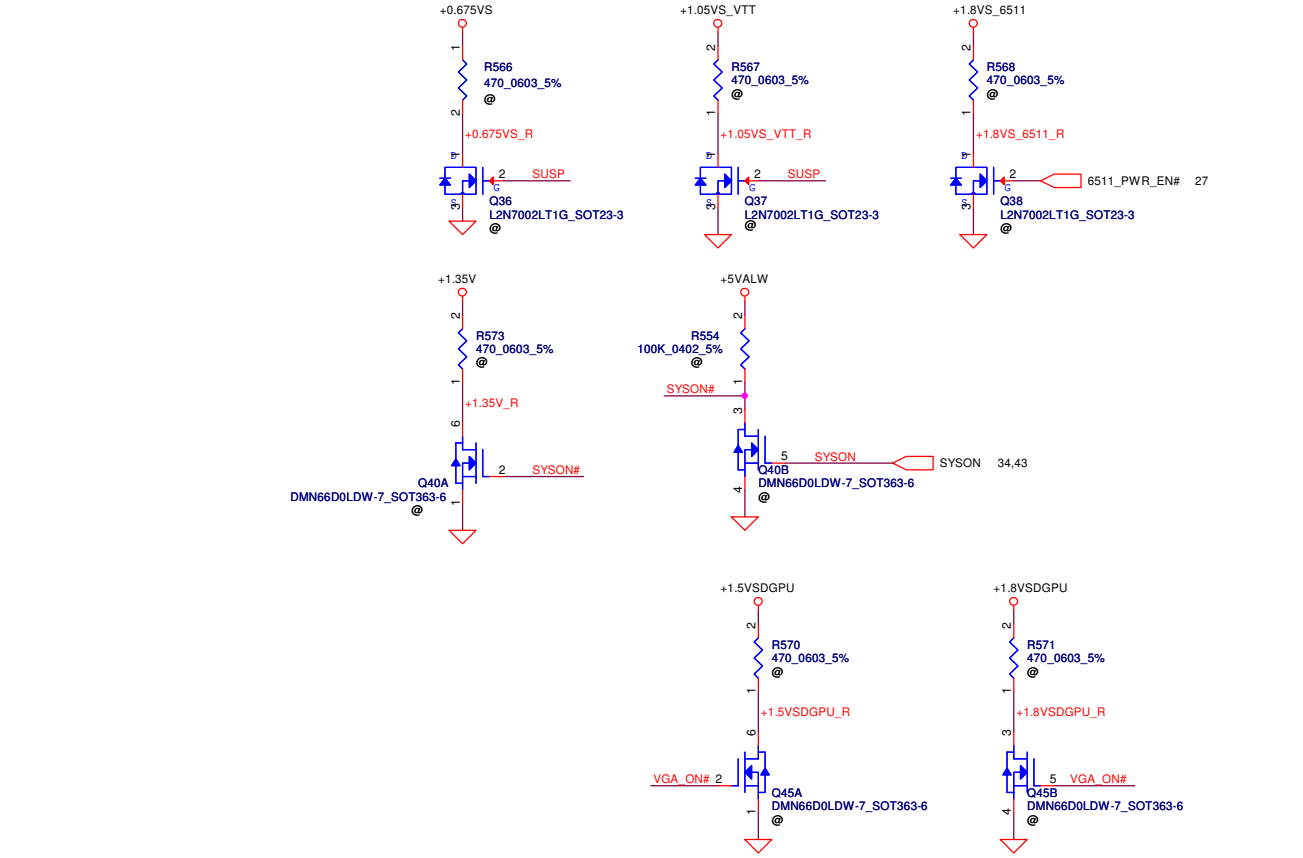 +0.675VS
1
R566
470_0603_5%
@
2
+0.675VS_R
D
1
2
SUSP
G
S
3
Q36
L2N7002LT1G_SOT23-3
@
+1.05VS_VTT
2
R567
470_0603_5%
@
1
+1.05VS_VTT_R
D
1
2
SUSP
G
S
3
Q37
L2N7002LT1G_SOT23-3
@
+1.8VS_6511
2
R568
470_0603_5%
@
1
+1.8VS_6511_R
D
1
2
6511_PWR_EN# 27
G
S
3
Q38
L2N7002LT1G_SOT23-3
@
+1.35V
2
R573
470_0603_5%
@
1
+1.35V_R
6
2
SYSON#
Q40A
DMN66D0LDW-7_SOT363-6
@
1
+5VALW
2
R554
100K_0402_5%
@
1
SYSON#
3
5
SYSON
SYSON 34,43
Q40B
DMN66D0LDW-7_SOT363-6
@
4
+1.5VSDGPU
2
R570
470_0603_5%
@
1
+1.5VSDGPU_R
6
VGA_ON# 2
Q45A
DMN66D0LDW-7_SOT363-6
@
1
+1.8VSDGPU
2
R571
470_0603_5%
@
1
+1.8VSDGPU_R
3
5 VGA_ON#
Q45B
DMN66D0LDW-7_SOT363-6
@
4